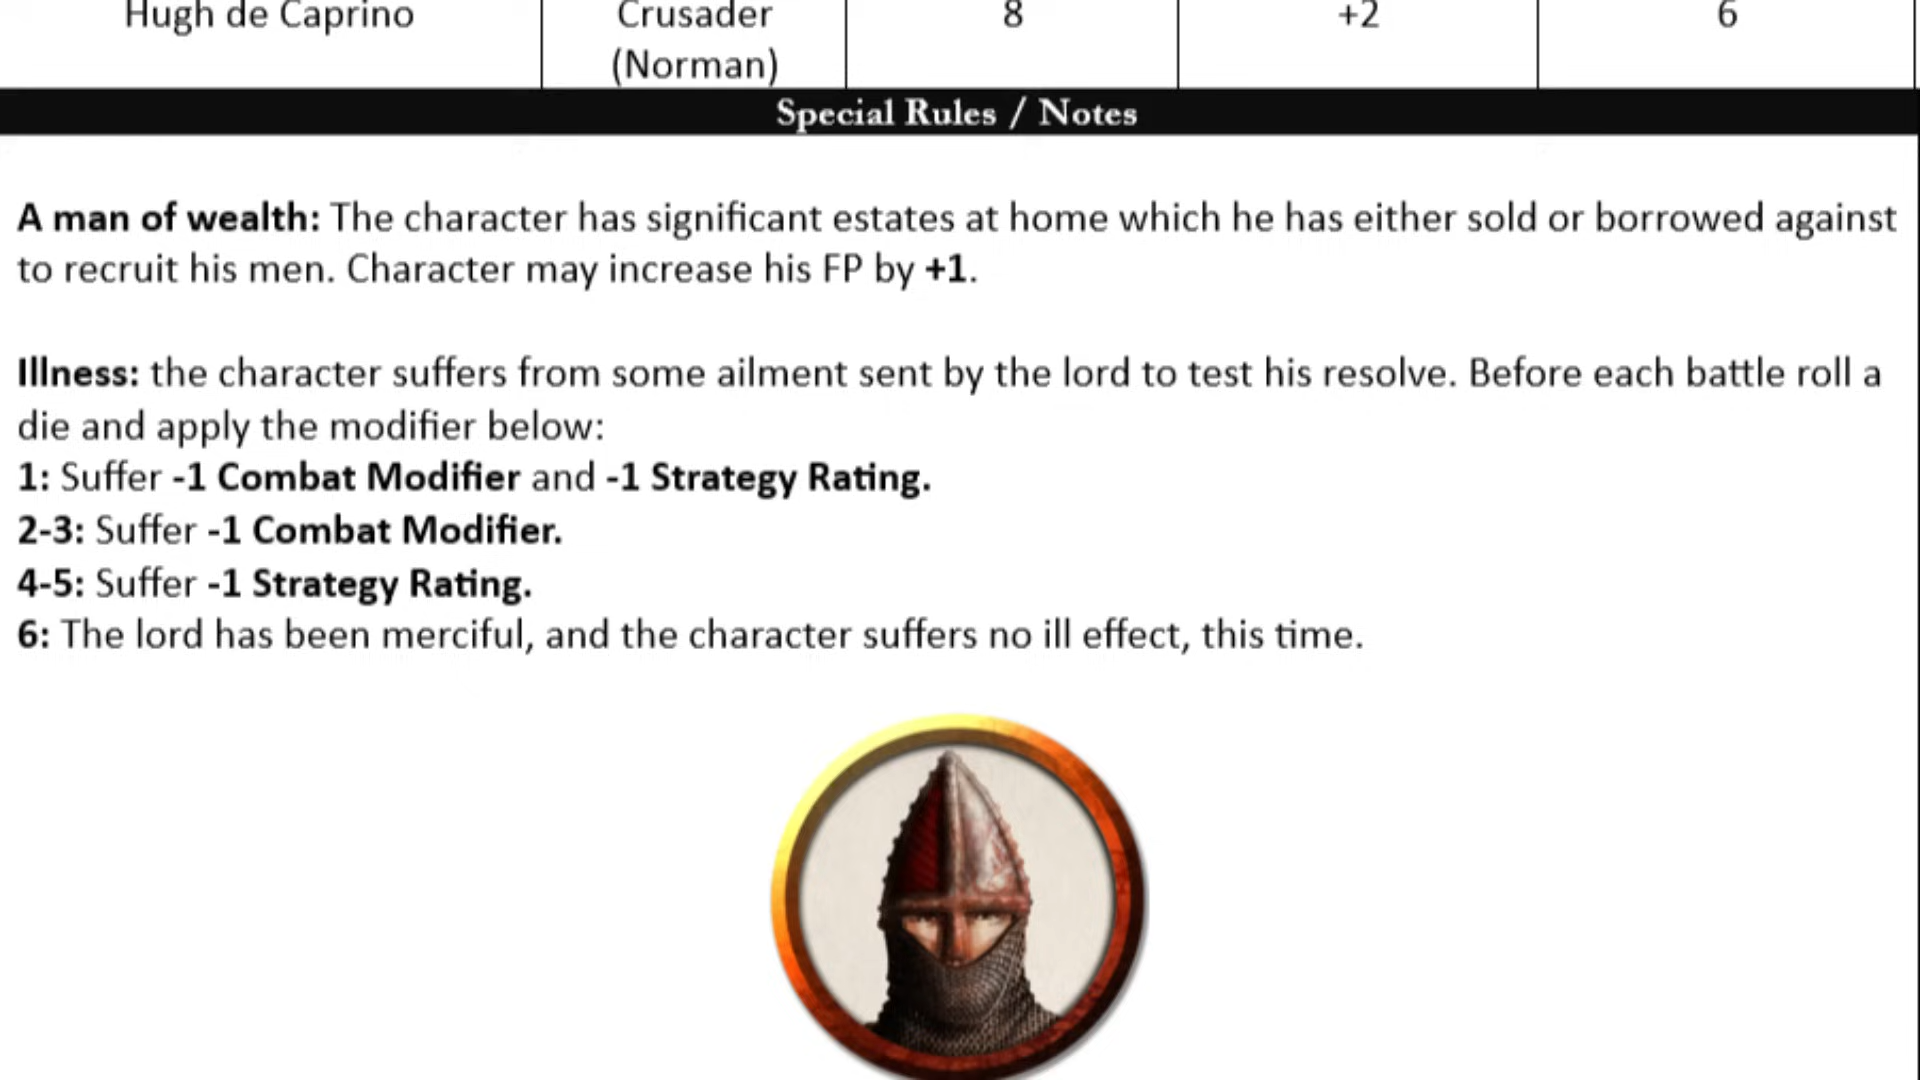 Hugh de Caprino Crusader 8 +2 6
(Norman)
Special Rules / Notes
A man of wealth: The character has significant estates at home which he has either sold or borrowed against
to recruit his men. Character may increase his FP by +1.
Illness: the character suffers from some ailment sent by the lord to test his resolve. Before each battle roll a
die and apply the modifier below:
1: Suffer -1 Combat Modifier and -1 Strategy Rating.
2-3: Suffer -1 Combat Modifier.
4-5: Suffer -1 Strategy Rating.
6: The lord has been merciful, and the character suffers no ill effect, this time.